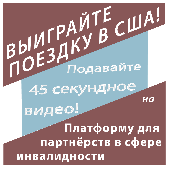 ВЫИГРАЙТЕ
ПОЕЗДКУ В США!
Подавайте
45 секундное
видео!
на
Платформу для
партнёрств в сфере
инвалидности